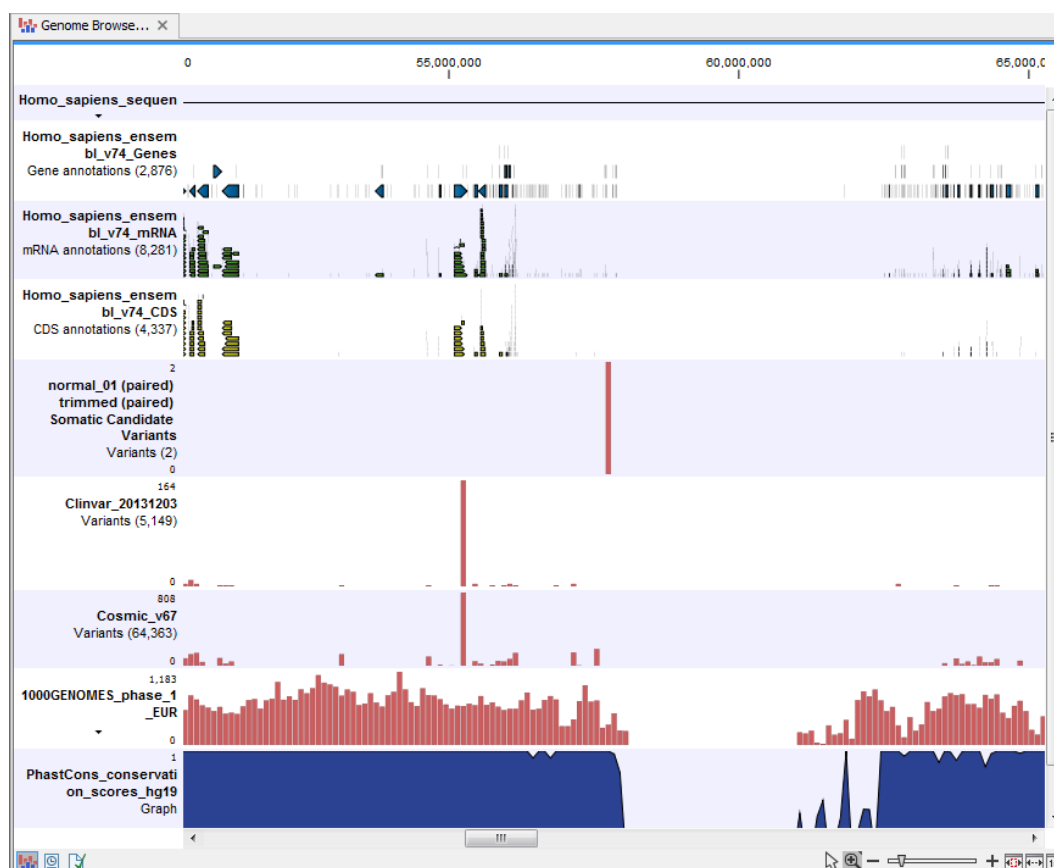 Genome Browse...
0 55,000,000 60,000,000 65,000,0
Homo_sapiens_sequen
Homo_sapiens_ensem
bl_v74_Genes
Gene annotations (2,876)
Homo_sapiens_ensem
bl_v74_mRNA
mRNA annotations (8,281)
Homo_sapiens_ensem
bl_v74_CDS
CDS annotations (4,337)
2
normal_01 (paired)
trimmed (paired)
Somatic Candidate
Variants
Variants (2)
0
164
Clinvar_20131203
Variants (5,149)
0
808
Cosmic_v67
Variants (64,363)
0
1,183
1000GENOMES_phase_1
_EUR
0
1
PhastCons_conservati
on_scores_hg19
Graph